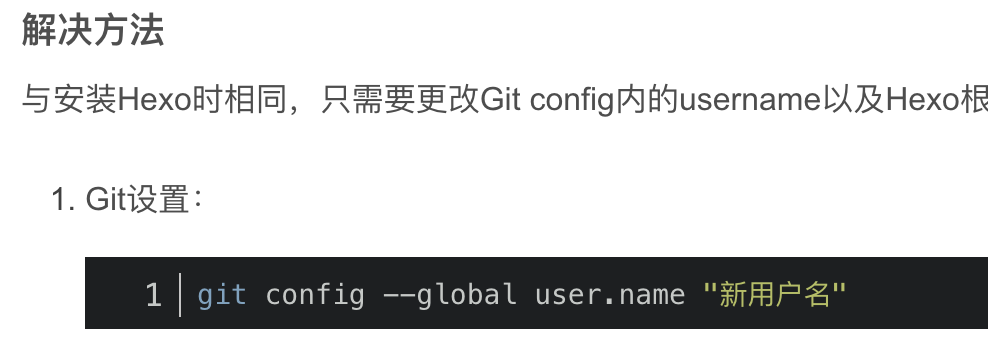 解决方法
与安装Hexo时相同，只需要更改Git config内的username以及Hexo根
1. Git设置：
1 git config --global user.name "新用户名"